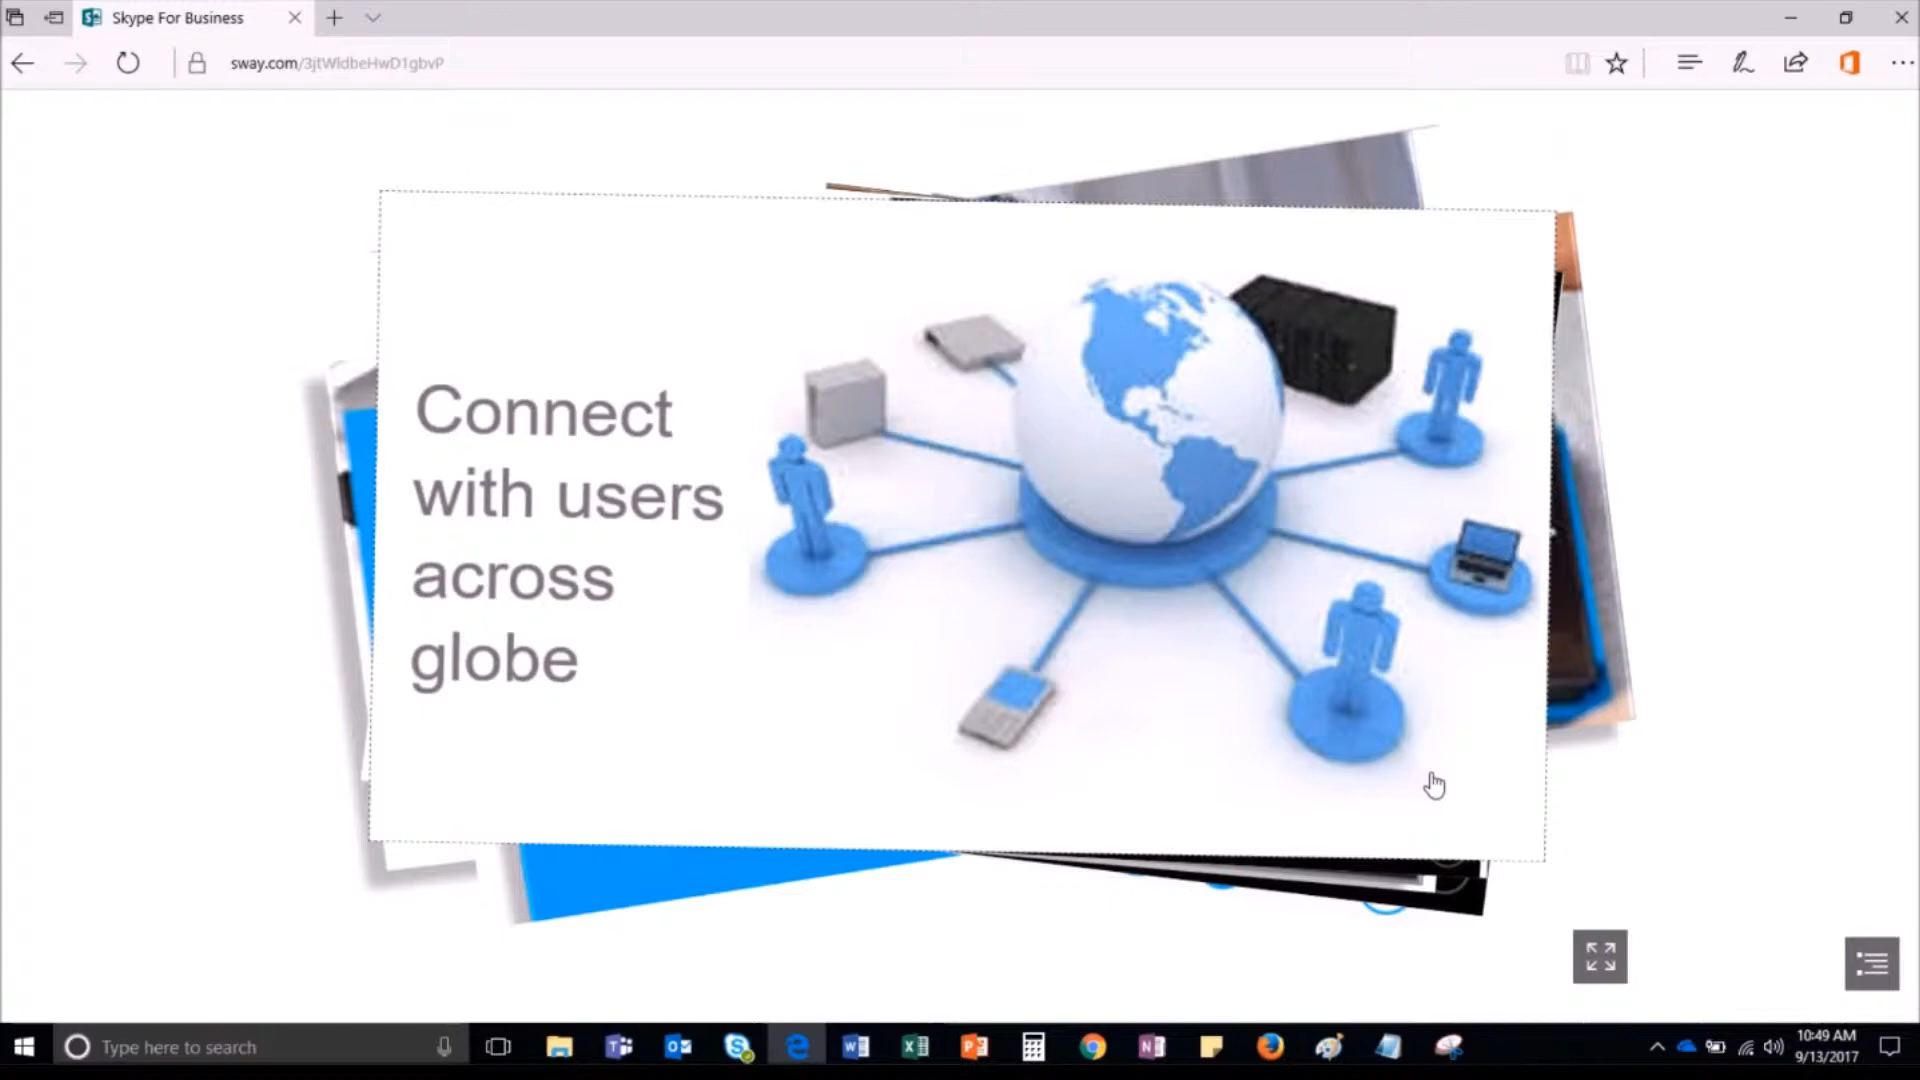 Skype For Business
sway.com/3jtWldbeHwD1gbvP
Connect
with users
across
globe
Type here to search
10:49 AM
9/13/2017